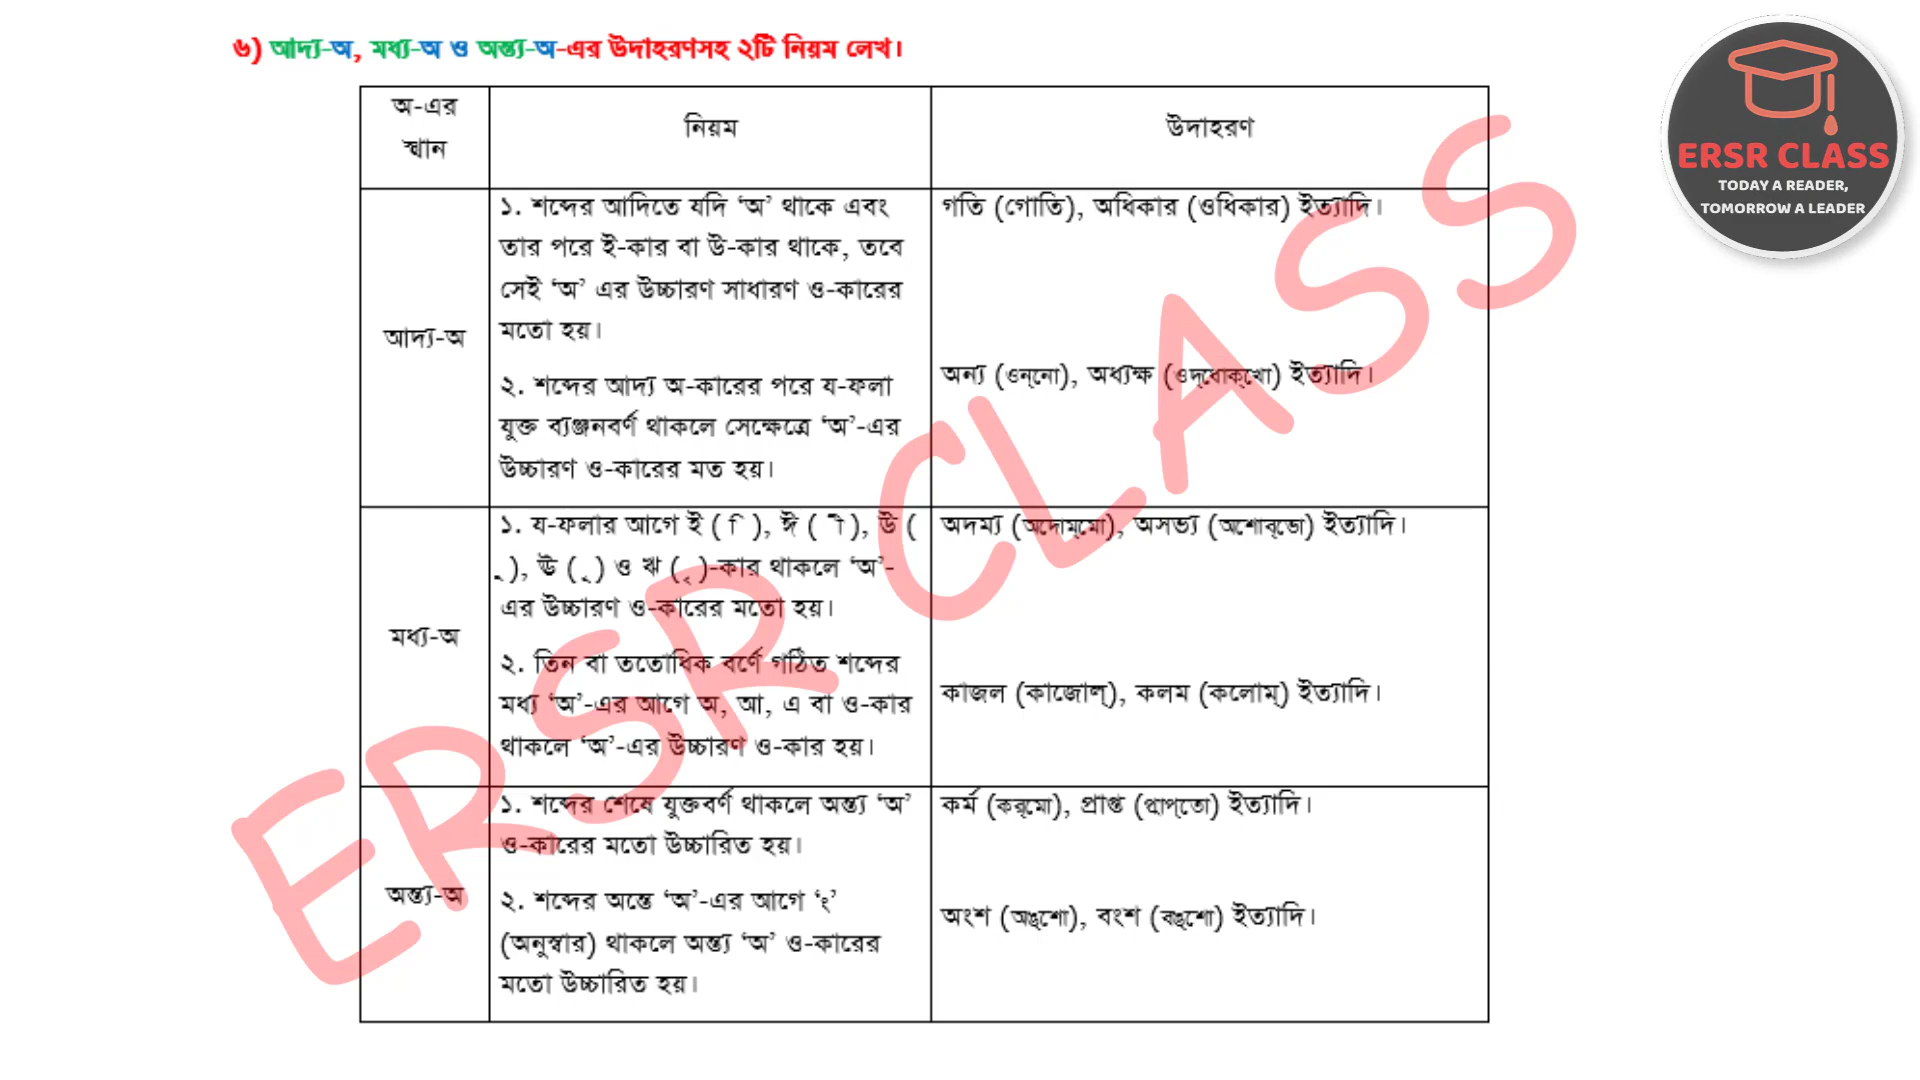 ৬) আদ্য-অ, মধ্য-অ ও অন্ত্য-অ-এর উদাহরণসহ ২টি নিয়ম লেখ।
অ-এর
স্থান
নিয়ম
উদাহরণ
আদ্য-অ
১. শব্দের আদিতে যদি ‘অ’ থাকে এবং
তার পরে ই-কার বা উ-কার থাকে, তবে
সেই ‘অ’ এর উচ্চারণ সাধারণ ও-কারের
মতো হয়।
২. শব্দের আদ্য অ-কারের পরে য-ফলা
যুক্ত ব্যঞ্জনবর্ণ থাকলে সেক্ষেত্রে ‘অ’-এর
উচ্চারণ ও-কারের মত হয়।
গতি (গোতি), অধিকার (ওধিকার) ইত্যাদি।
অন্য (ওন্‌নো), অধ্যক্ষ (ওদ্‌ধোক্‌খো) ইত্যাদি।
মধ্য-অ
১. য-ফলার আগে ই ( ি ), ঈ ( ী ), উ (
ু ), ঊ ( ূ ) ও ঋ ( ৃ )-কার থাকলে ‘অ’-
এর উচ্চারণ ও-কারের মতো হয়।
২. তিন বা ততোধিক বর্ণে গঠিত শব্দের
মধ্য ‘অ’-এর আগে অ, আ, এ বা ও-কার
থাকলে ‘অ’-এর উচ্চারণ ও-কার হয়।
অদম্য (অদোম্‌মো), অসভ্য (অশোব্‌ভো) ইত্যাদি।
কাজল (কাজোল্‌), কলম (কলোম্‌) ইত্যাদি।
অন্ত্য-অ
১. শব্দের শেষে যুক্তবর্ণ থাকলে অন্ত্য ‘অ’
ও-কারের মতো উচ্চারিত হয়।
২. শব্দের অন্তে ‘অ’-এর আগে ‘ং’
(অনুস্বার) থাকলে অন্ত্য ‘অ’ ও-কারের
মতো উচ্চারিত হয়।
কর্ম (কর্‌মো), প্রাপ্ত (প্রাপ্‌তো) ইত্যাদি।
অংশ (অঙ্‌শো), বংশ (বঙ্‌শো) ইত্যাদি।
ERSR CLASS
ERSR CLASS
TODAY A READER,
TOMORROW A LEADER